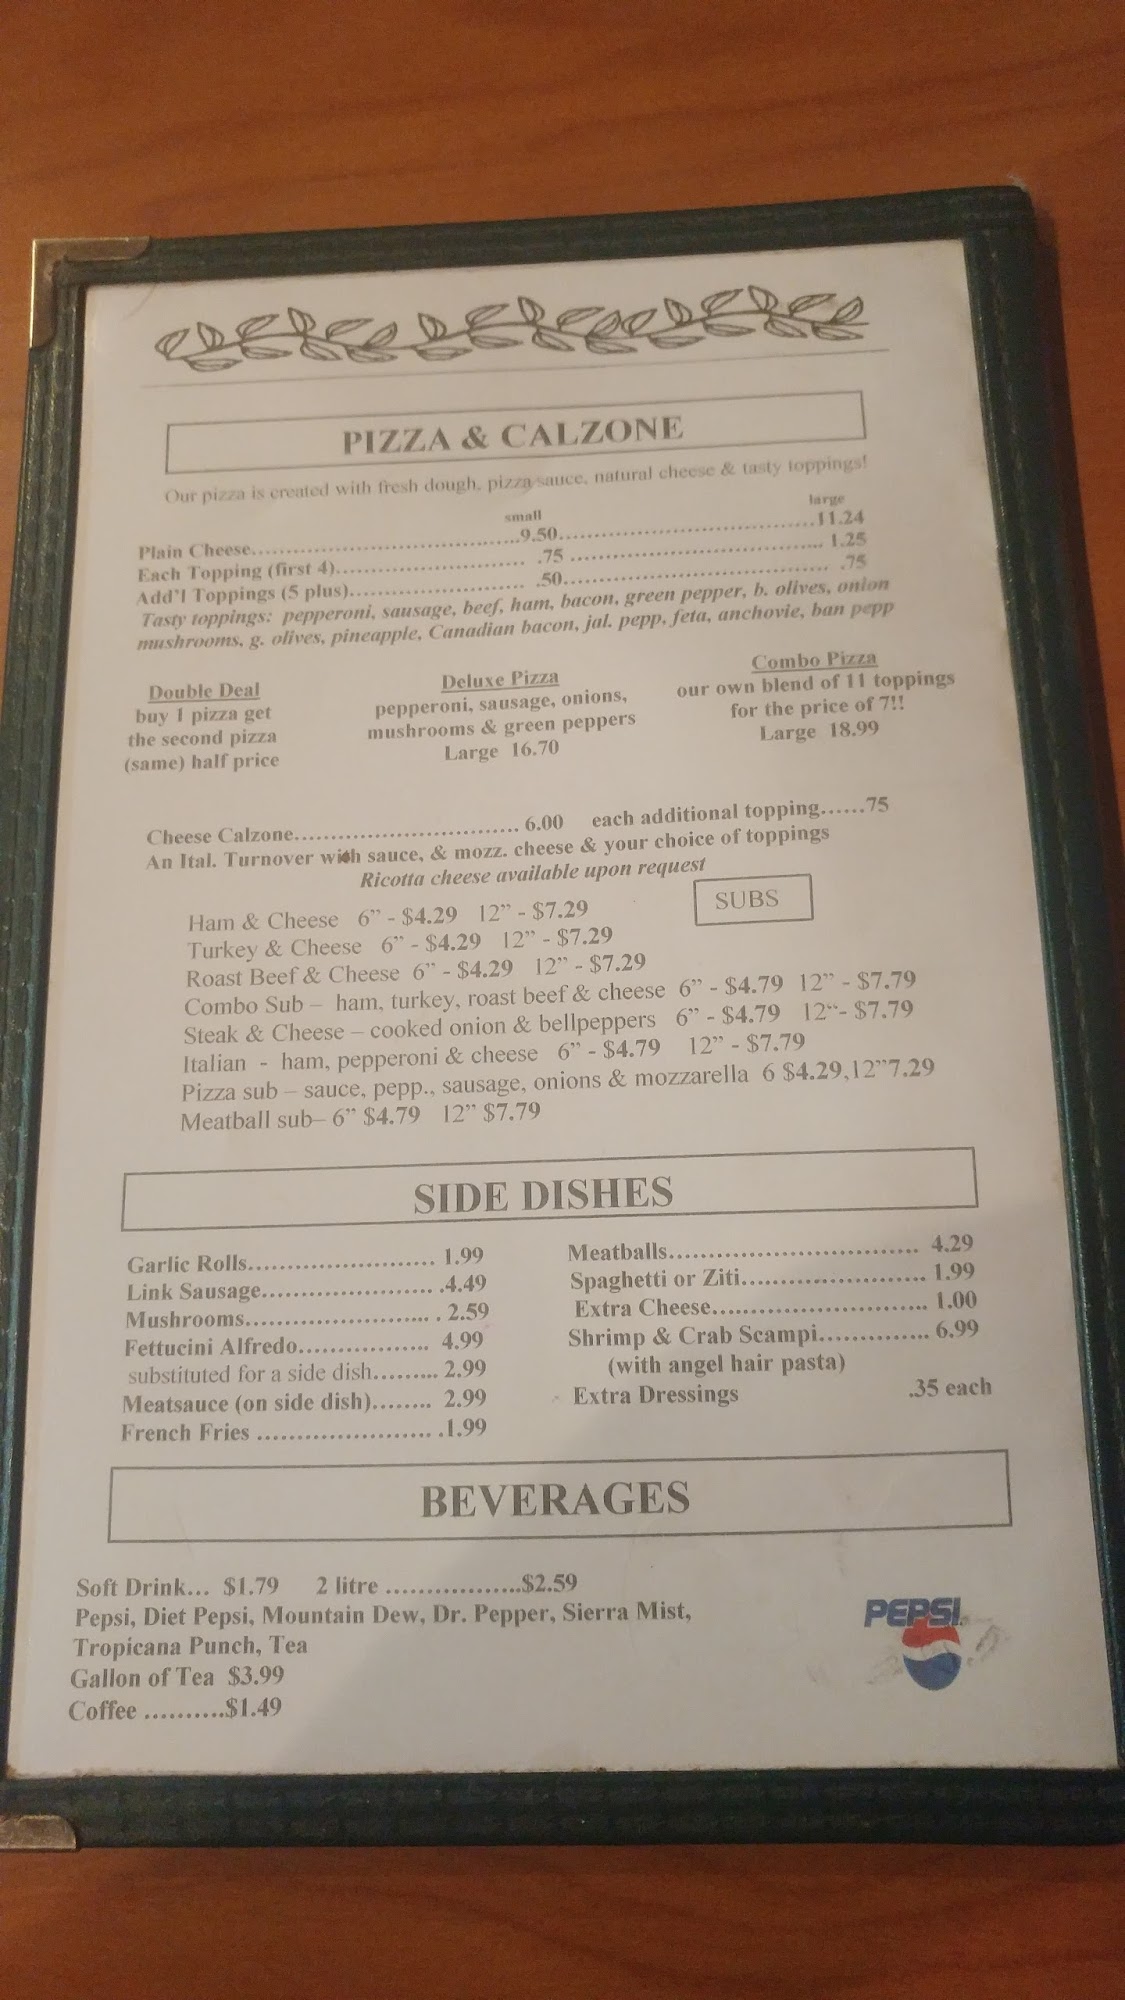 PIZZA & CALZONE
Our pizza is created with fresh dough, pizza sauce, natural cheese & tasty toppings!
small large
Plain Cheese.................................9.50.................................11.24
Each Topping (first 4)........................ .75 ................................ 1.25
Add'l Toppings (5 plus)...................... .50................................. .75
Tasty toppings: pepperoni, sausage, beef, ham, bacon, green pepper, b. olives, onion
mushrooms, g. olives, pineapple, Canadian bacon, jal. pepp, feta, anchovie, ban pepp
Double Deal
buy 1 pizza get
the second pizza
(same) half price
Deluxe Pizza
pepperoni, sausage, onions,
mushrooms & green peppers
Large 16.70
Combo Pizza
our own blend of 11 toppings
for the price of 7!!
Large 18.99
Cheese Calzone.............................. 6.00 each additional topping......75
An Ital. Turnover with sauce, & mozz. cheese & your choice of toppings
Ricotta cheese available upon request
SUBS
Ham & Cheese 6” - $4.29 12” - $7.29
Turkey & Cheese 6” - $4.29 12” - $7.29
Roast Beef & Cheese 6” - $4.29 12” - $7.29
Combo Sub – ham, turkey, roast beef & cheese 6” - $4.79 12” - $7.79
Steak & Cheese – cooked onion & bellpeppers 6” - $4.79 12“- $7.79
Italian - ham, pepperoni & cheese 6” - $4.79 12” - $7.79
Pizza sub – sauce, pepp., sausage, onions & mozzarella 6 $4.29,12”7.29
Meatball sub– 6” $4.79 12” $7.79
SIDE DISHES
Garlic Rolls........................ 1.99
Link Sausage...................... .4.49
Mushrooms........................ . 2.59
Fettucini Alfredo................. 4.99
substituted for a side dish......... 2.99
Meatsauce (on side dish)........ 2.99
French Fries ...................... .1.99
Meatballs................................ 4.29
Spaghetti or Ziti........................ 1.99
Extra Cheese............................ 1.00
Shrimp & Crab Scampi.............. 6.99
(with angel hair pasta)
Extra Dressings .35 each
BEVERAGES
Soft Drink... $1.79 2 litre .................$2.59
Pepsi, Diet Pepsi, Mountain Dew, Dr. Pepper, Sierra Mist,
Tropicana Punch, Tea
Gallon of Tea $3.99
Coffee ..........$1.49
PEPSI